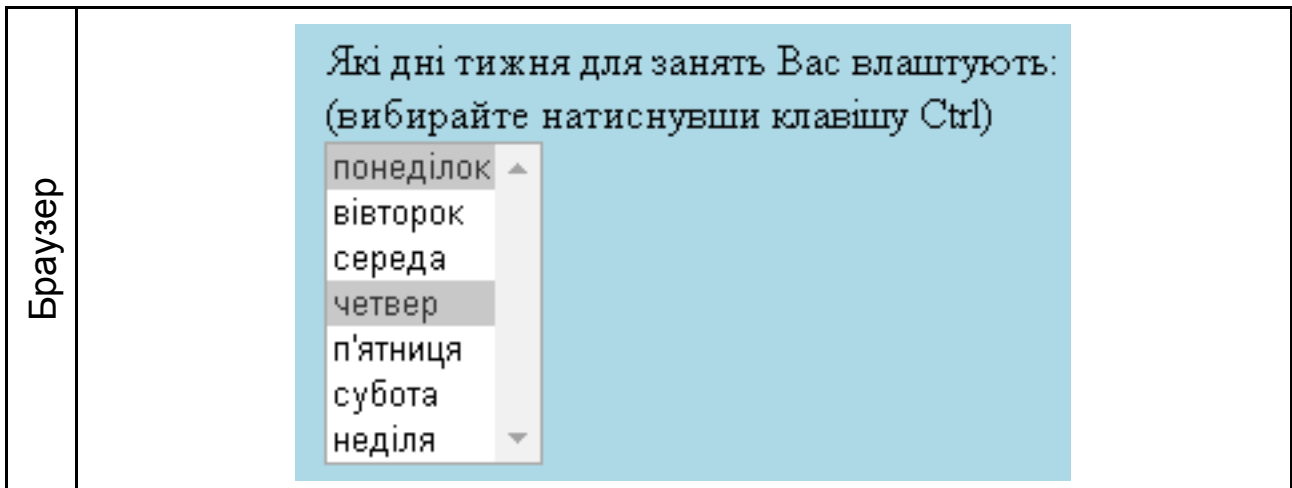 Браузер
Які дні тижня для занять Вас влаштують:
(вибирайте натиснувши клавішу Ctrl)
понеділок
вівторок
середа
четвер
п'ятниця
субота
неділя